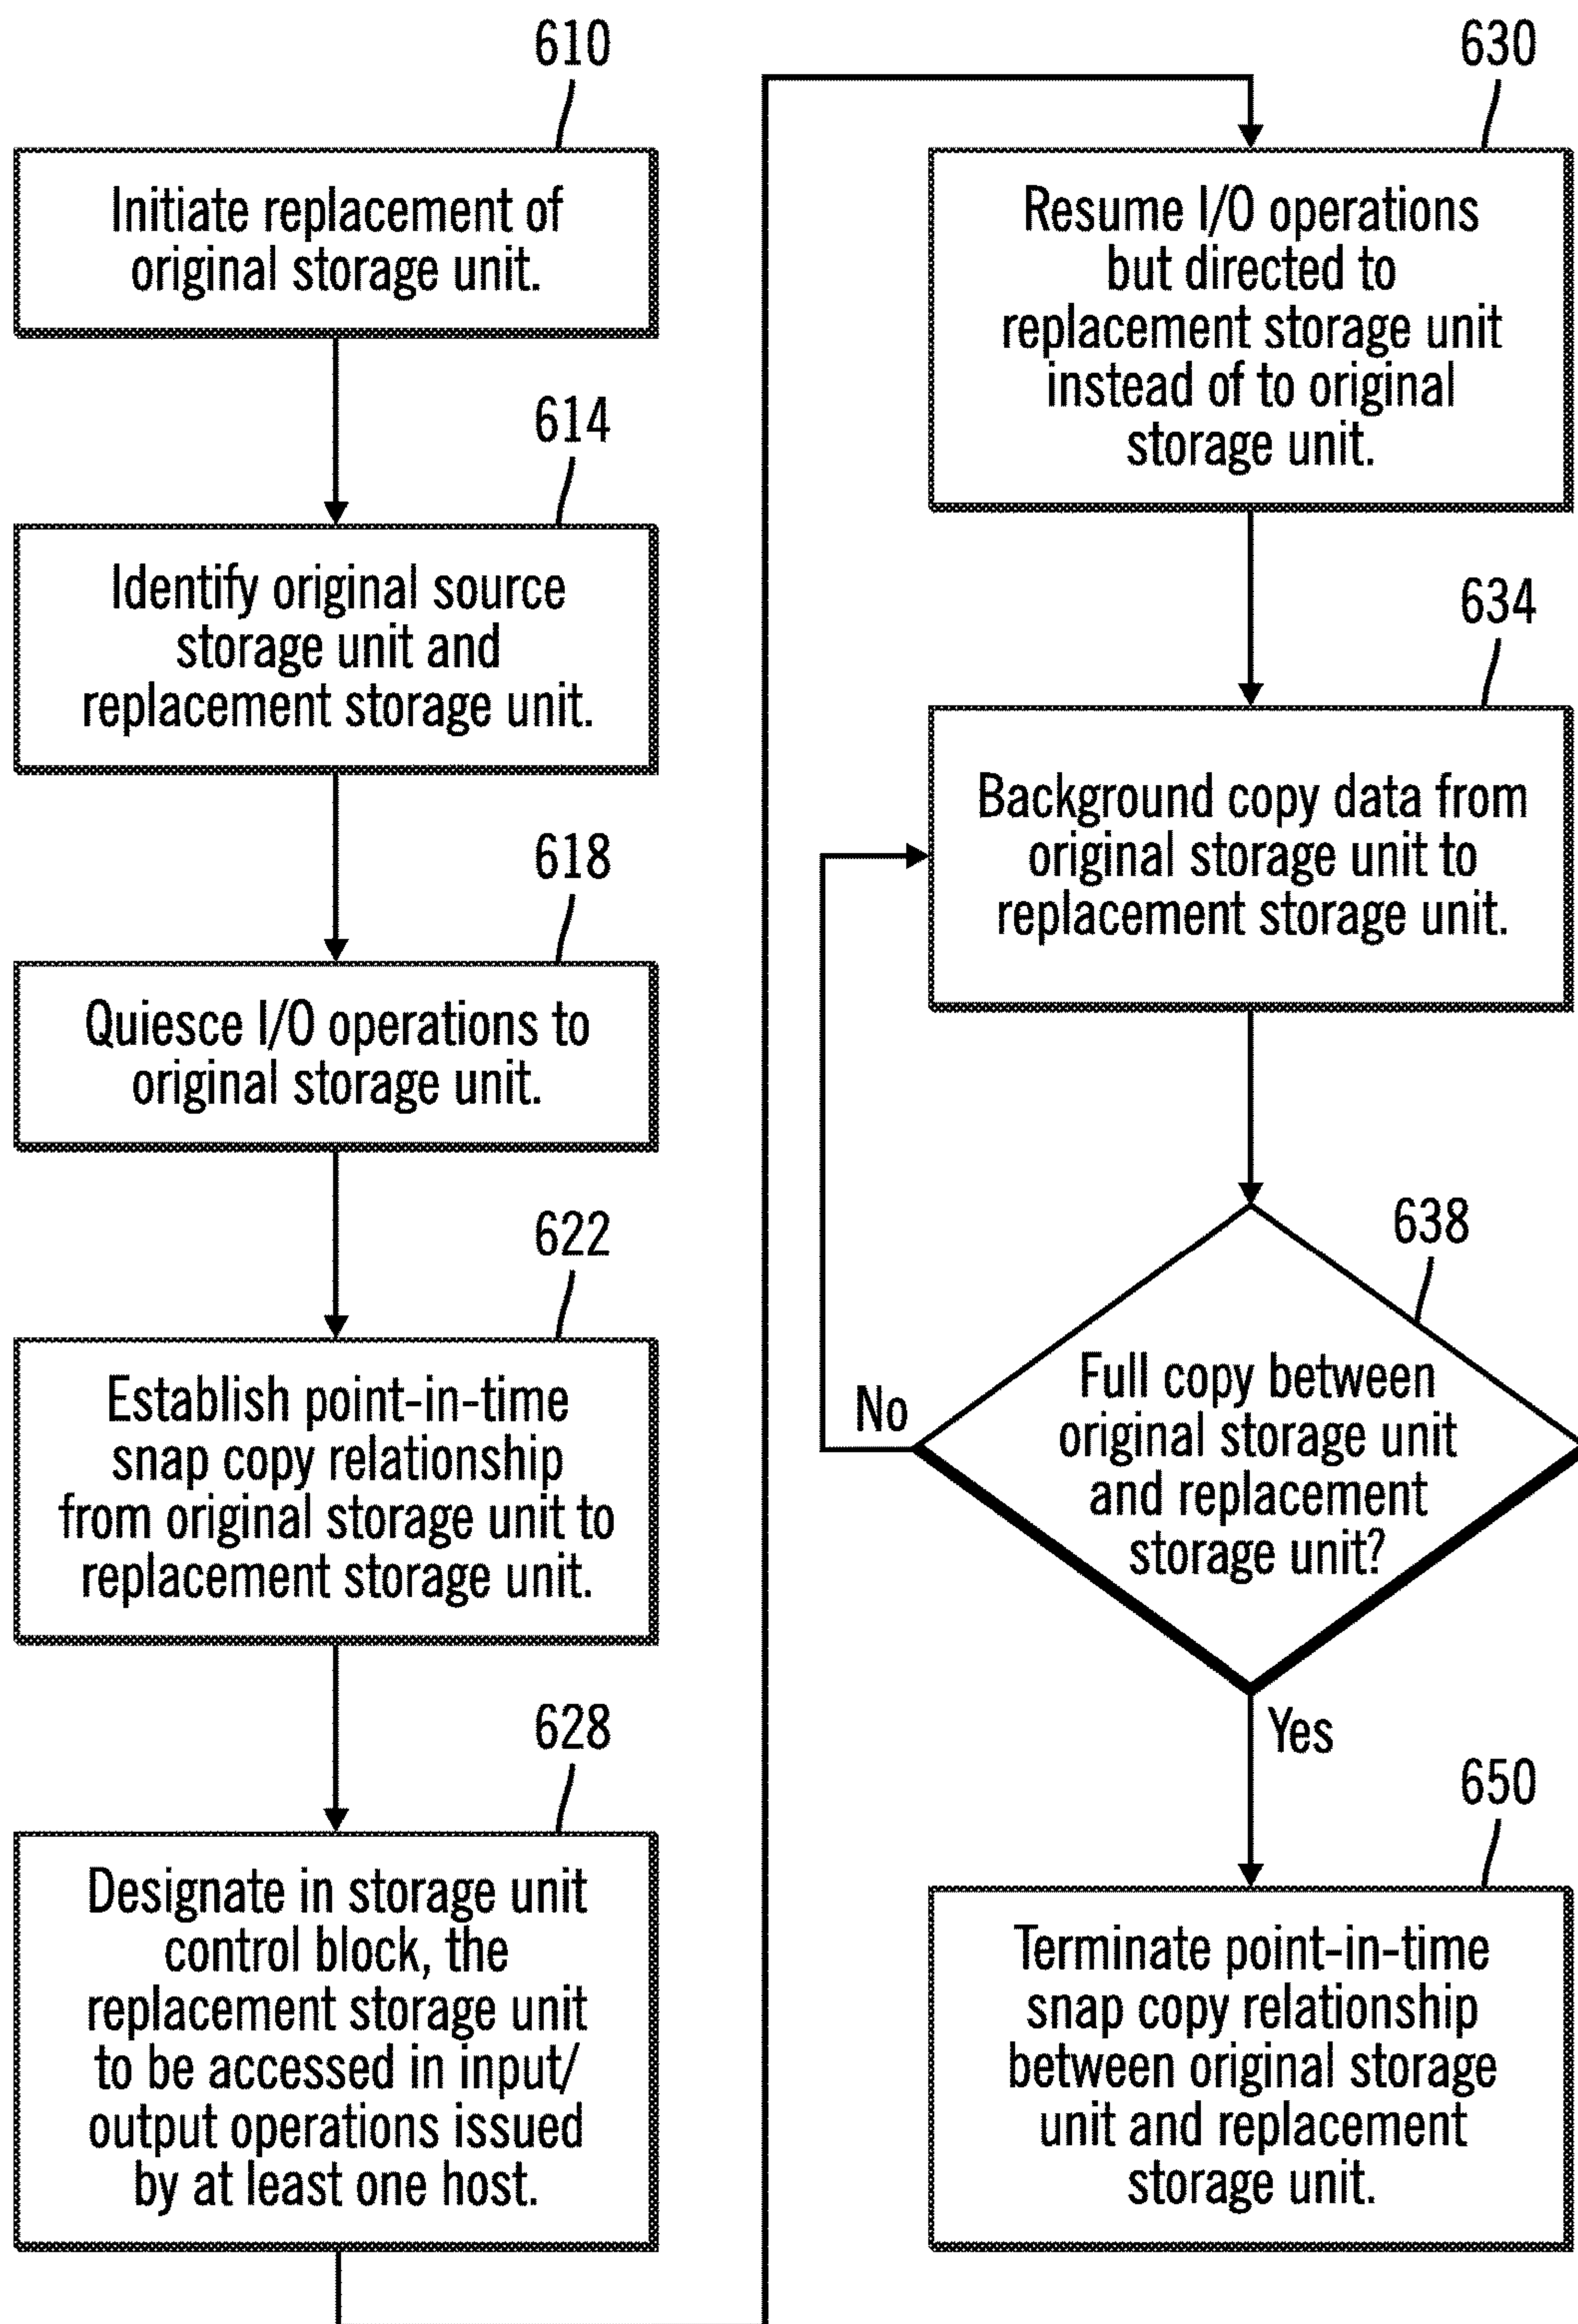 610
Initiate replacement of
original storage unit.
614
Identify original source
storage unit and
replacement storage unit.
618
Quiesce I/O operations to
original storage unit.
622
Establish point-in-time
snap copy relationship
from original storage unit to
replacement storage unit.
628
Designate in storage unit
control block, the
replacement storage unit
to be accessed in input/
output operations issued
by at least one host.
630
Resume I/O operations
but directed to
replacement storage unit
instead of to original
storage unit.
634
Background copy data from
original storage unit to
replacement storage unit.
638
Full copy between
original storage unit
and replacement
storage unit?
No
Yes
650
Terminate point-in-time
snap copy relationship
between original storage
unit and replacement
storage unit.